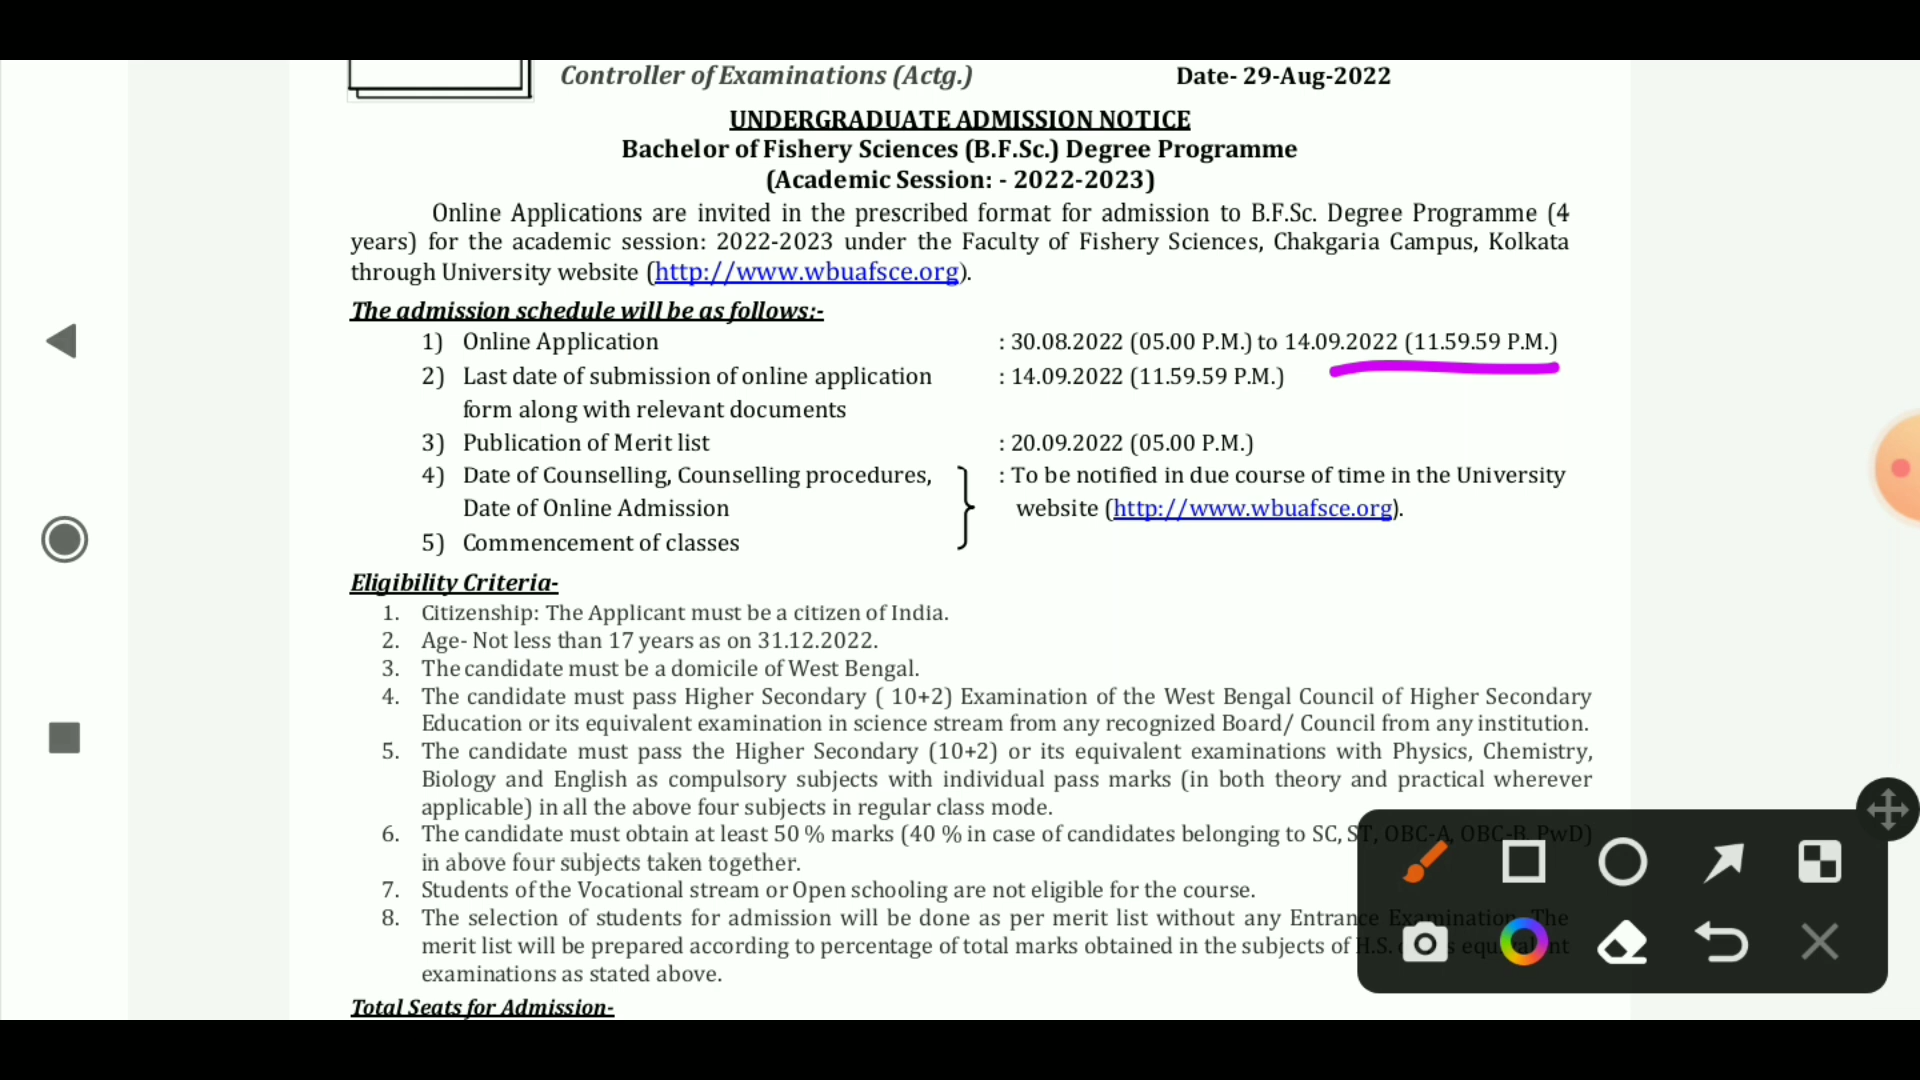 Controller of Examinations (Actg.) Date- 29-Aug-2022
UNDERGRADUATE ADMISSION NOTICE
Bachelor of Fishery Sciences (B.F.Sc.) Degree Programme
(Academic Session: - 2022-2023)
Online Applications are invited in the prescribed format for admission to B.F.Sc. Degree Programme (4
years) for the academic session: 2022-2023 under the Faculty of Fishery Sciences, Chakgaria Campus, Kolkata
through University website (http://www.wbuafsce.org).
The admission schedule will be as follows:-
1) Online Application : 30.08.2022 (05.00 P.M.) to 14.09.2022 (11.59.59 P.M.)
2) Last date of submission of online application : 14.09.2022 (11.59.59 P.M.)
form along with relevant documents
3) Publication of Merit list : 20.09.2022 (05.00 P.M.)
4) Date of Counselling, Counselling procedures, : To be notified in due course of time in the University
Date of Online Admission website (http://www.wbuafsce.org).
5) Commencement of classes
Eligibility Criteria-
1. Citizenship: The Applicant must be a citizen of India.
2. Age- Not less than 17 years as on 31.12.2022.
3. The candidate must be a domicile of West Bengal.
4. The candidate must pass Higher Secondary ( 10+2) Examination of the West Bengal Council of Higher Secondary
Education or its equivalent examination in science stream from any recognized Board/ Council from any institution.
5. The candidate must pass the Higher Secondary (10+2) or its equivalent examinations with Physics, Chemistry,
Biology and English as compulsory subjects with individual pass marks (in both theory and practical wherever
applicable) in all the above four subjects in regular class mode.
6. The candidate must obtain at least 50 % marks (40 % in case of candidates belonging to SC, ST, OBC-A, OBC-B, PwD)
in above four subjects taken together.
7. Students of the Vocational stream or Open schooling are not eligible for the course.
8. The selection of students for admission will be done as per merit list without any Entrance Examination. The
merit list will be prepared according to percentage of total marks obtained in the subjects of H.S.
examinations as stated above.
Total Seats for Admission-